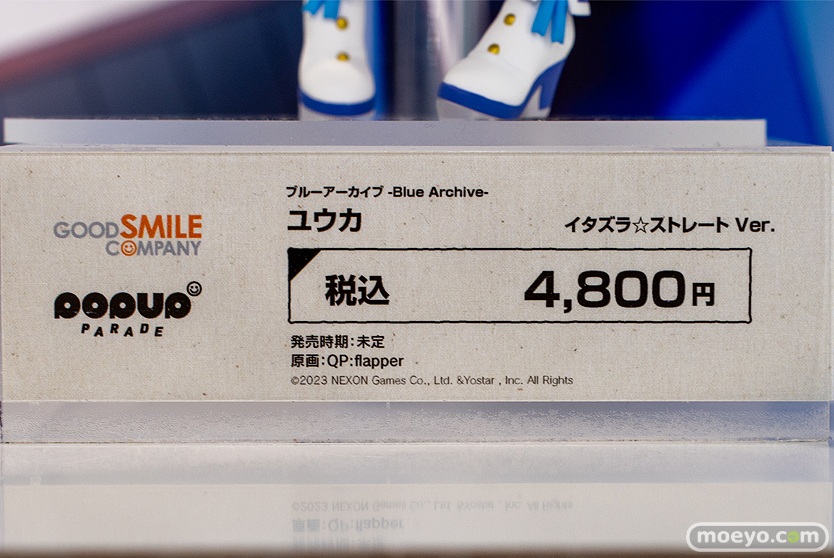 GOOD SMILE
COMPANY
POPUP
PARADE
ブルーアーカイブ -Blue Archive-
ユウカ イタズラ☆ストレート Ver.
税込 4,800円
発売時期:未定
原画:QP:flapper
©2023 NEXON Games Co., Ltd. &Yostar , Inc. All Rights
moeyo.com